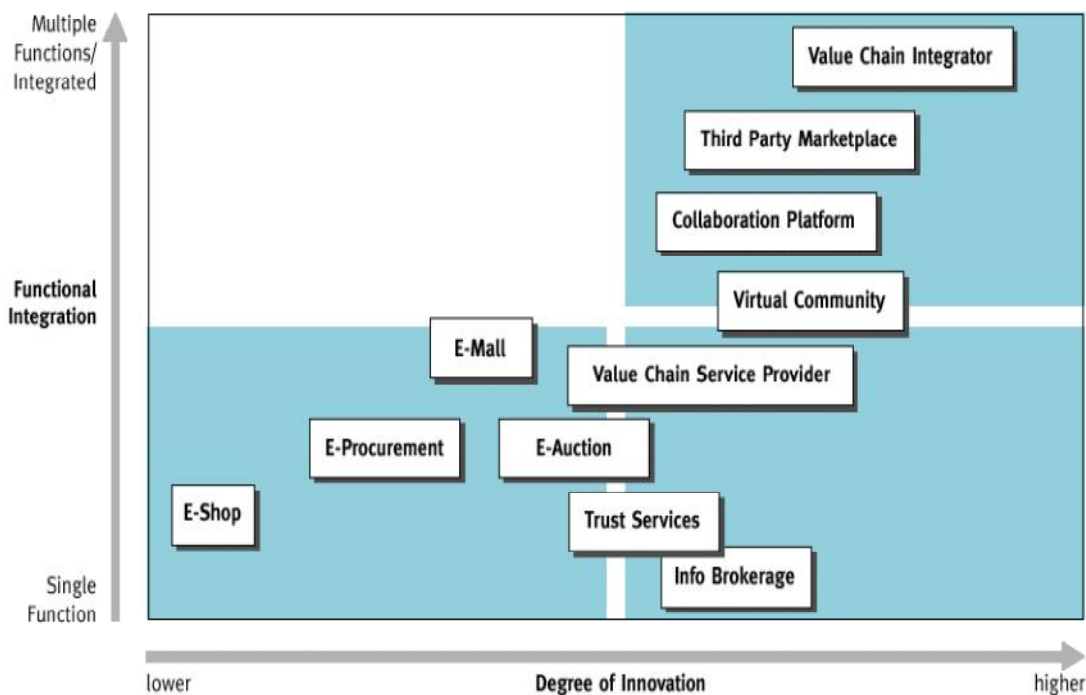 Multiple
Functions/
Integrated
Value Chain Integrator
Third Party Marketplace
Collaboration Platform
Functional
Integration
Virtual Community
E-Mall
Value Chain Service Provider
E-Procurement
E-Auction
E-Shop
Trust Services
Info Brokerage
Single
Function
lower
Degree of Innovation
higher